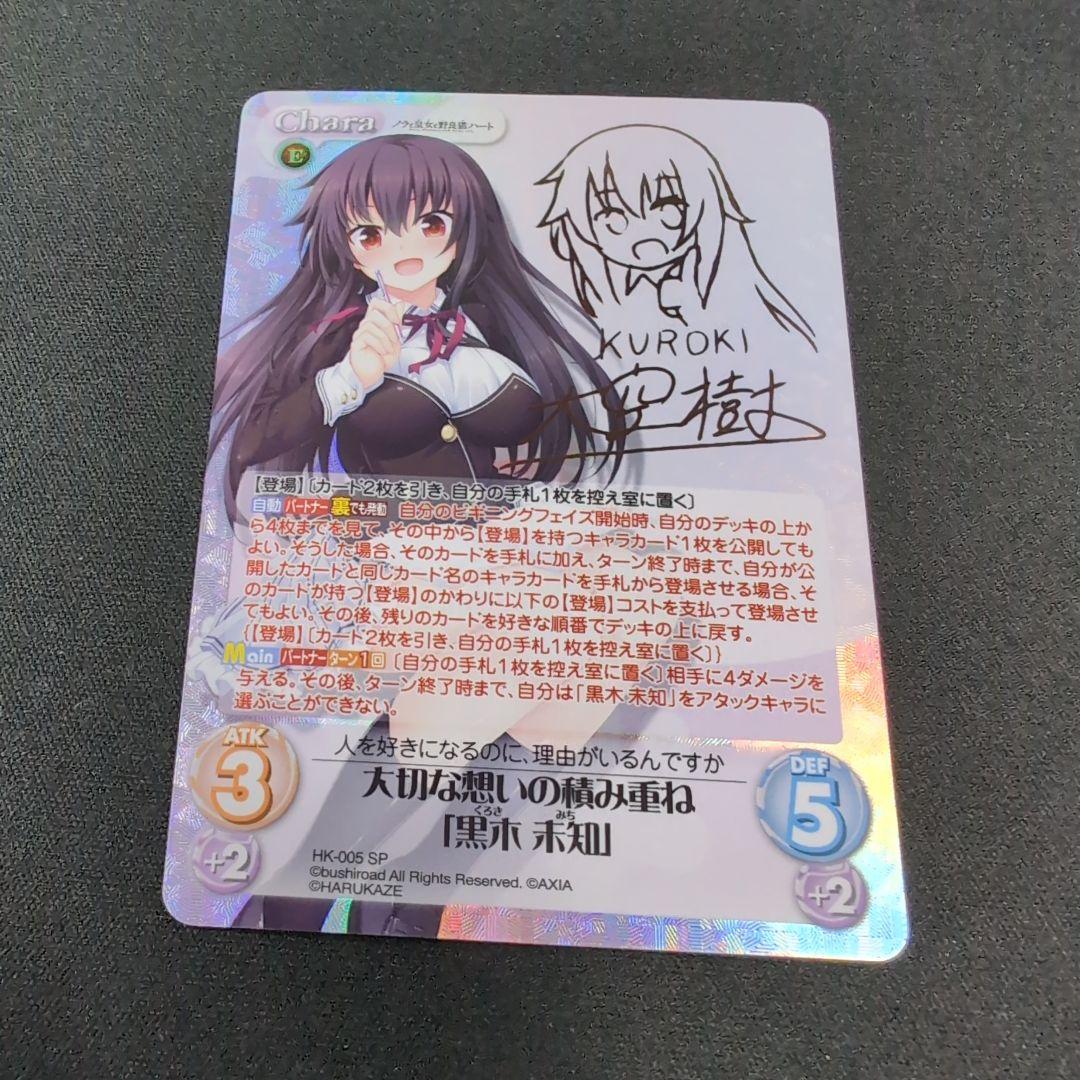 Chara ノラと皇女と野良猫ハート
E
KUROKI
大空樹
【登場】〔カード2枚を引き、自分の手札1枚を控え室に置く〕
自動 パートナー 裏でも発動 自分のビギニングフェイズ開始時、自分のデッキの上か
ら4枚までを見て、その中から【登場】を持つキャラカード1枚を公開しても
よい。そうした場合、そのカードを手札に加え、ターン終了時まで、自分が公
開したカードと同じカード名のキャラカードを手札から登場させる場合、そ
のカードが持つ【登場】のかわりに以下の【登場】コストを支払って登場させ
てもよい。その後、残りのカードを好きな順番でデッキの上に戻す。
{【登場】〔カード2枚を引き、自分の手札1枚を控え室に置く〕}
Main パートナー ターン1回 〔自分の手札1枚を控え室に置く〕相手に4ダメージを
与える。その後、ターン終了時まで、自分は「黒木 未知」をアタックキャラに
選ぶことができない。
人を好きになるのに、理由がいるんですか
ATK
3
+2
大切な想いの積み重ね
くろき みち
「黒木 未知」
DEF
5
+2
HK-005 SP
©bushiroad All Rights Reserved. ©AXIA
©HARUKAZE